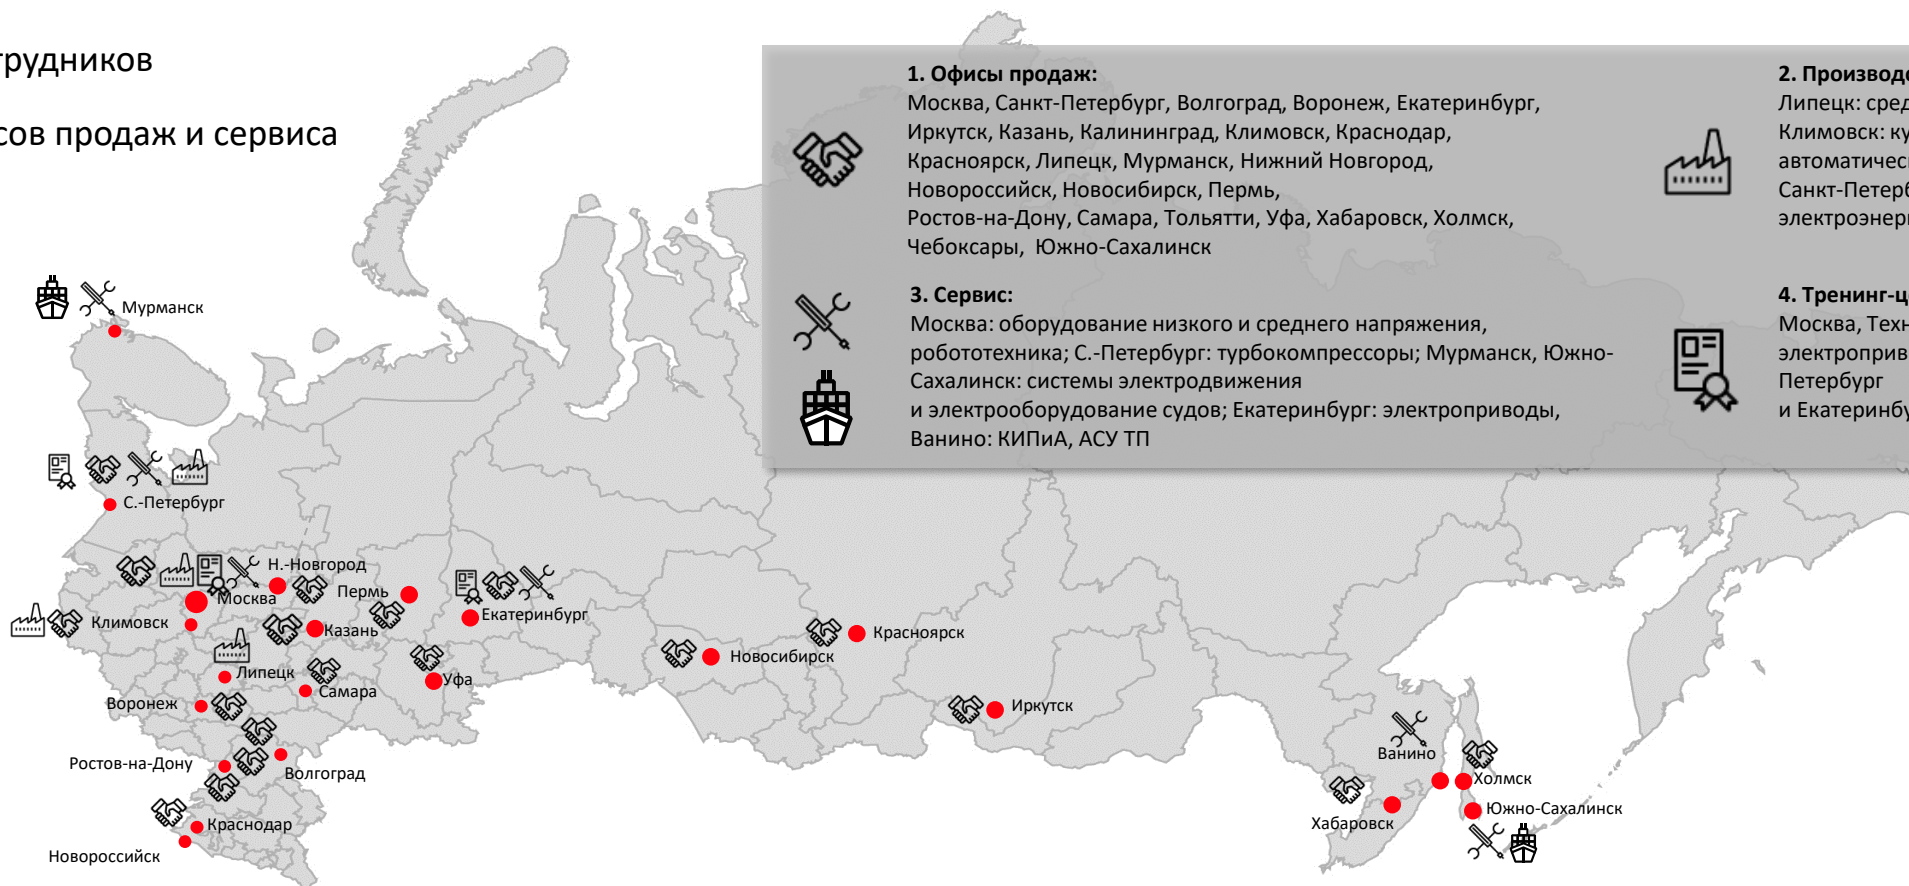 трудников
сов продаж и сервиса
1. Офисы продаж:
Москва, Санкт-Петербург, Волгоград, Воронеж, Екатеринбург,
Иркутск, Казань, Калининград, Климовск, Краснодар,
Красноярск, Липецк, Мурманск, Нижний Новгород,
Новороссийск, Новосибирск, Пермь,
Ростов-на-Дону, Самара, Тольятти, Уфа, Хабаровск, Холмск,
Чебоксары, Южно-Сахалинск
2. Производс
Липецк: сред
Климовск: ку
автоматическ
Санкт-Петерб
электроэнер
3. Сервис:
Москва: оборудование низкого и среднего напряжения,
робототехника; С.-Петербург: турбокомпрессоры; Мурманск, Южно-
Сахалинск: системы электродвижения
и электрооборудование судов; Екатеринбург: электроприводы,
Ванино: КИПиА, АСУ ТП
4. Тренинг-ц
Москва, Техн
электроприв
Петербург
и Екатеринбу
Мурманск
С.-Петербург
Н.-Новгород
Москва
Пермь
Екатеринбург
Климовск
Казань
Красноярск
Новосибирск
Липецк
Самара
Уфа
Воронеж
Иркутск
Ростов-на-Дону
Волгоград
Ванино
Холмск
Южно-Сахалинск
Хабаровск
Краснодар
Новороссийск